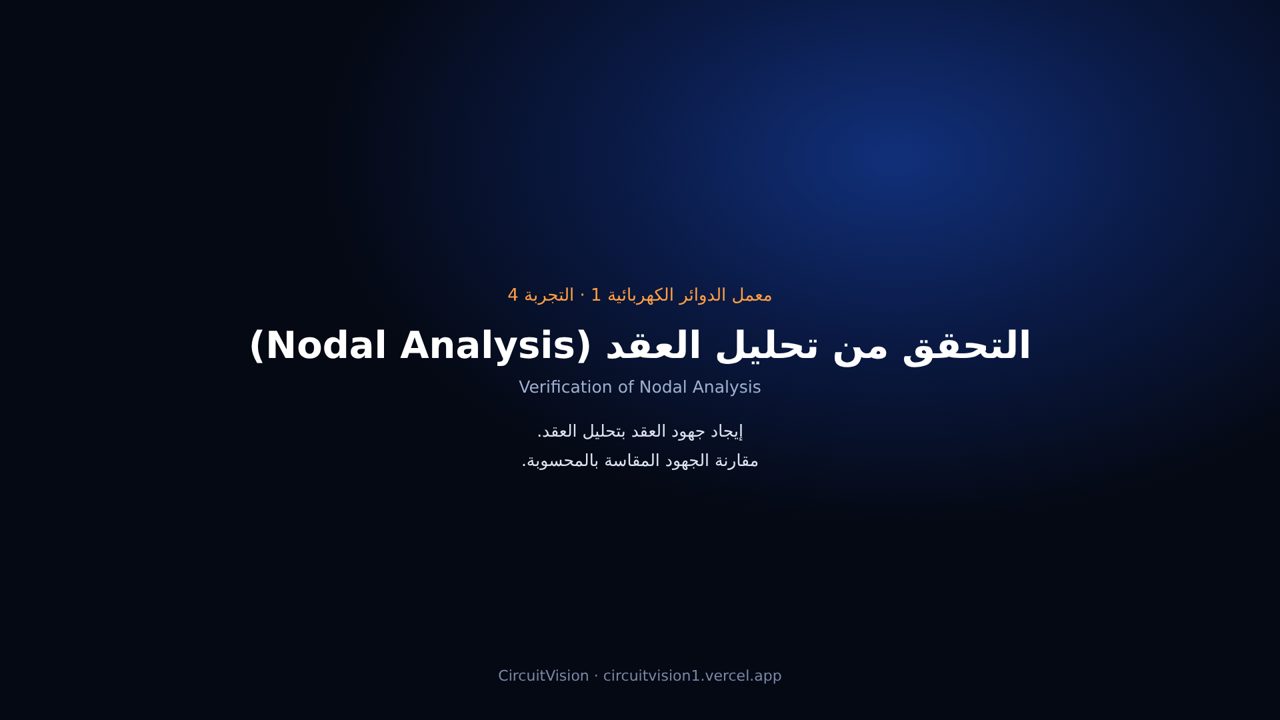 معمل الدوائر الكهربائية 1 · التجربة 4
التحقق من تحليل العقد (Nodal Analysis)
Verification of Nodal Analysis
إيجاد جهود العقد بتحليل العقد.
مقارنة الجهود المقاسة بالمحسوبة.
CircuitVision · circuitvision1.vercel.app